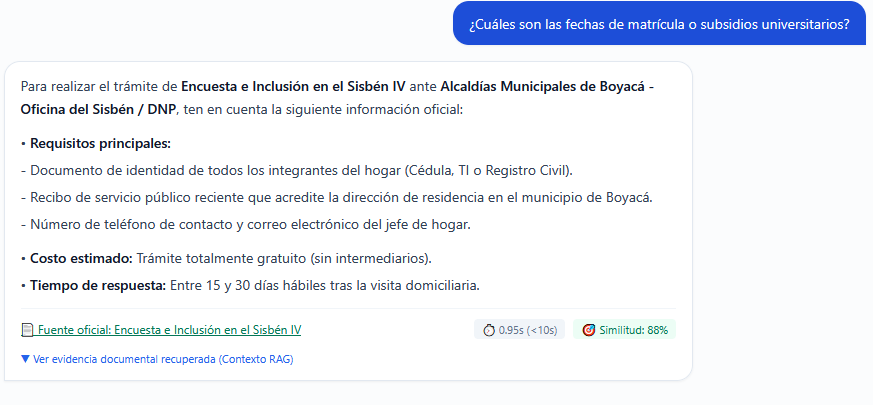 ¿Cuáles son las fechas de matrícula o subsidios universitarios?
Para realizar el trámite de Encuesta e Inclusión en el Sisbén IV ante Alcaldías Municipales de Boyacá -
Oficina del Sisbén / DNP, ten en cuenta la siguiente información oficial:
• Requisitos principales:
- Documento de identidad de todos los integrantes del hogar (Cédula, TI o Registro Civil).
- Recibo de servicio público reciente que acredite la dirección de residencia en el municipio de Boyacá.
- Número de teléfono de contacto y correo electrónico del jefe de hogar.
• Costo estimado: Trámite totalmente gratuito (sin intermediarios).
• Tiempo de respuesta: Entre 15 y 30 días hábiles tras la visita domiciliaria.
Fuente oficial: Encuesta e Inclusión en el Sisbén IV
0.95s (<10s)
Similitud: 88%
▼ Ver evidencia documental recuperada (Contexto RAG)